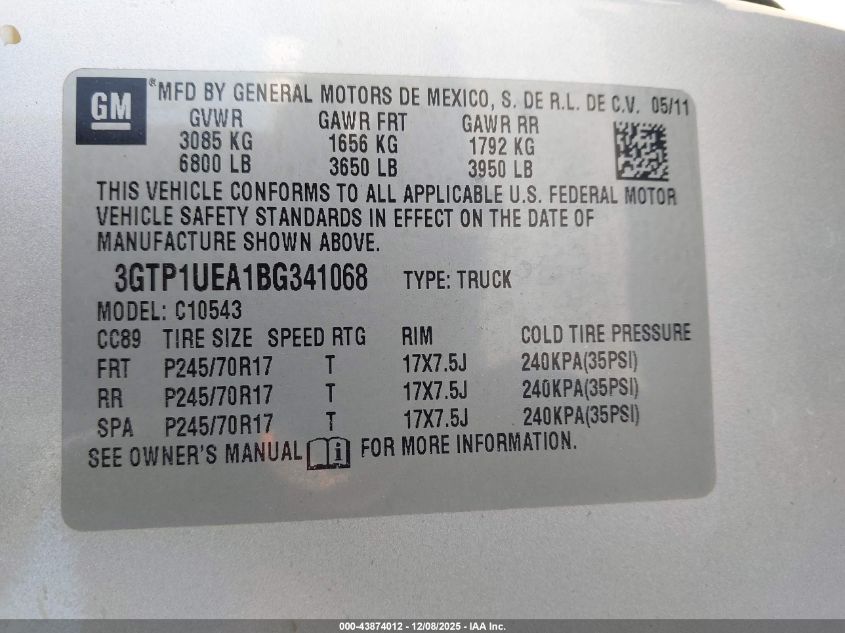 GM
®MFD BY GENERAL MOTORS DE MEXICO, S. DE R.L. DE C.V. 05/11
GVWR GAWR FRT GAWR RR
3085 KG 1656 KG 1792 KG
6800 LB 3650 LB 3950 LB
THIS VEHICLE CONFORMS TO ALL APPLICABLE U.S. FEDERAL MOTOR
VEHICLE SAFETY STANDARDS IN EFFECT ON THE DATE OF
MANUFACTURE SHOWN ABOVE.
3GTP1UEA1BG341068 TYPE: TRUCK
MODEL: C10543
CC89 TIRE SIZE SPEED RTG RIM COLD TIRE PRESSURE
FRT P245/70R17 T 17X7.5J 240KPA(35PSI)
RR P245/70R17 T 17X7.5J 240KPA(35PSI)
SPA P245/70R17 T 17X7.5J 240KPA(35PSI)
SEE OWNER'S MANUAL i FOR MORE INFORMATION.
000-43874012 - 12/08/2025 - IAA Inc.